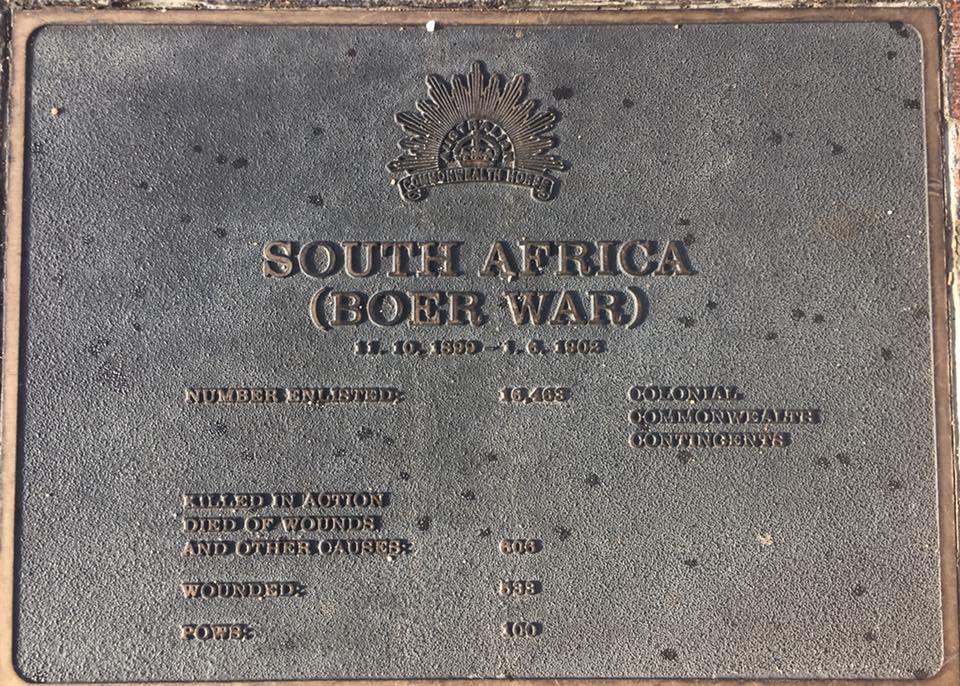 AUSTRALIAN
COMMONWEALTH HORSE
SOUTH AFRICA
(BOER WAR)
11. 10. 1899 - 1. 6. 1902
NUMBER ENLISTED: 16,463 COLONIAL
COMMONWEALTH
CONTINGENTS
KILLED IN ACTION
DIED OF WOUNDS
AND OTHER CAUSES: 606
WOUNDED: 538
POWS: 100